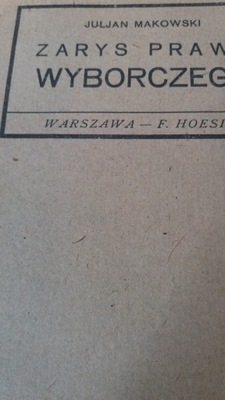 JULJAN MAKOWSKI
ZARYS PRAW
WYBORCZEG
WARSZAWA — F. HOESI